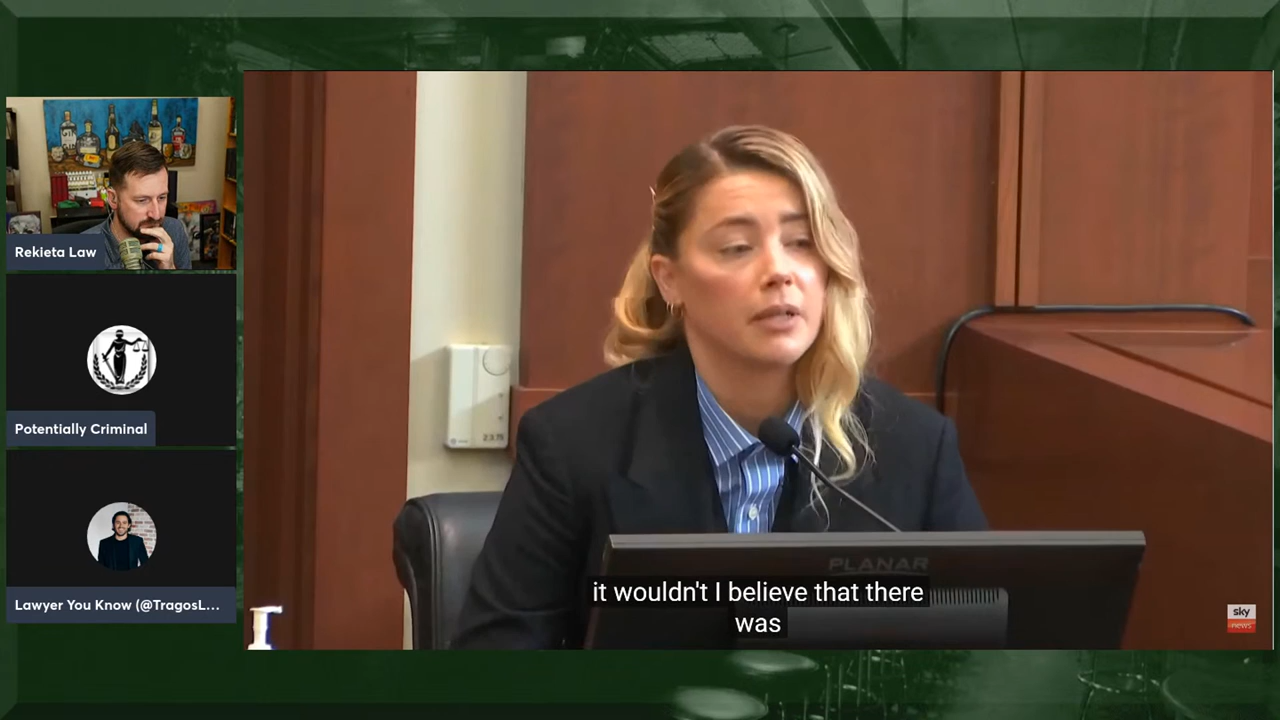 Rekieta Law
Potentially Criminal
Lawyer You Know (@TragosL...
PLANAR
it wouldn't I believe that there
was
sky
news